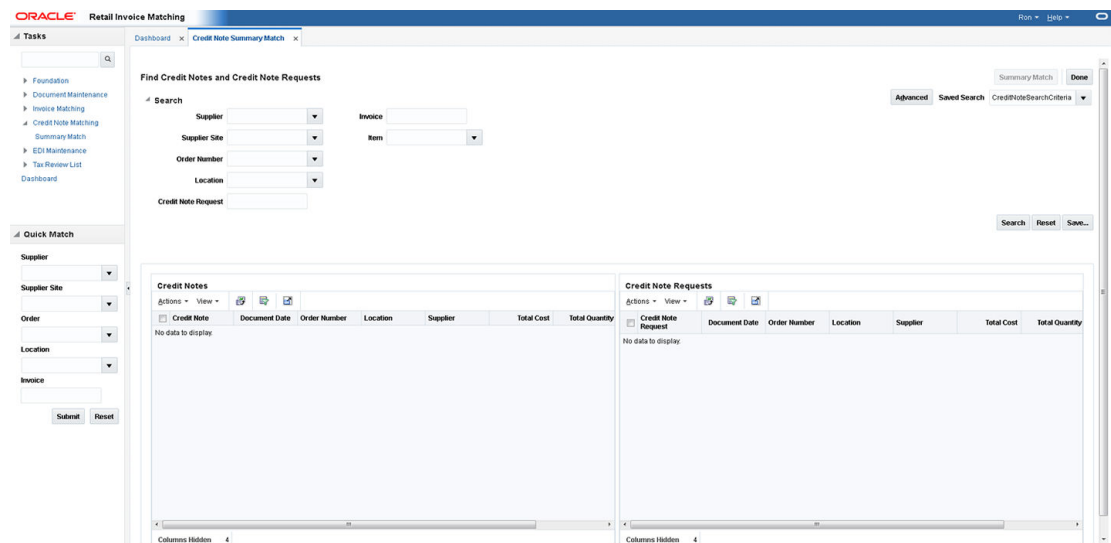 ORACLE® Retail Invoice Matching
Ron Help
Tasks
Foundation
Document Maintenance
Invoice Matching
Credit Note Matching
Summary Match
EDI Maintenance
Tax Review List
Dashboard
Quick Match
Supplier
Supplier Site
Order
Location
Invoice
Submit Reset
Dashboard × Credit Note Summary Match ×
Find Credit Notes and Credit Note Requests
Summary Match Done
Search
Advanced Saved Search CreditNoteSearchCriteria
Supplier Invoice
Supplier Site Item
Order Number
Location
Credit Note Request
Search Reset Save...
Credit Notes
Actions View
Credit Note Document Date Order Number Location Supplier Total Cost Total Quantity
No data to display.
Columns Hidden 4
Credit Note Requests
Actions View
Credit Note Request Document Date Order Number Location Supplier Total Cost Total Quantity
No data to display.
Columns Hidden 4